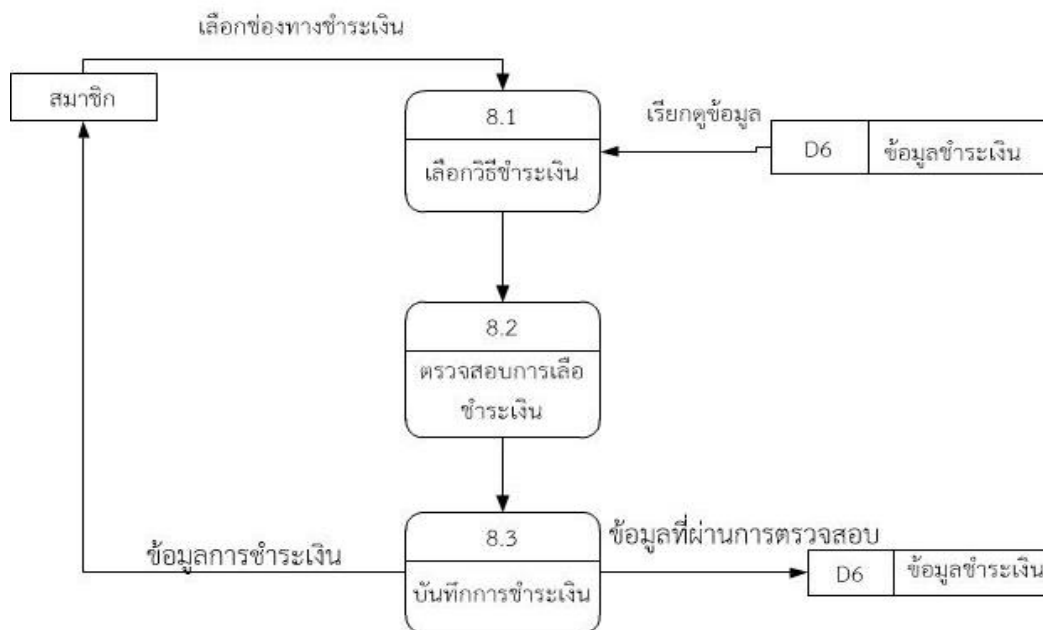 เลือกช่องทางชำระเงิน
สมาชิก
8.1
เลือกวิธีชำระเงิน
เรียกดูข้อมูล
D6
ข้อมูลชำระเงิน
8.2
ตรวจสอบการเลือ
ชำระเงิน
8.3
บันทึกการชำระเงิน
ข้อมูลการชำระเงิน
ข้อมูลที่ผ่านการตรวจสอบ
D6
ข้อมูลชำระเงิน